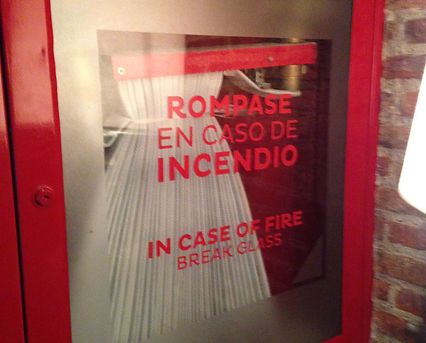 ROMPASE
EN CASO DE
INCENDIO
IN CASE OF FIRE
BREAK GLASS